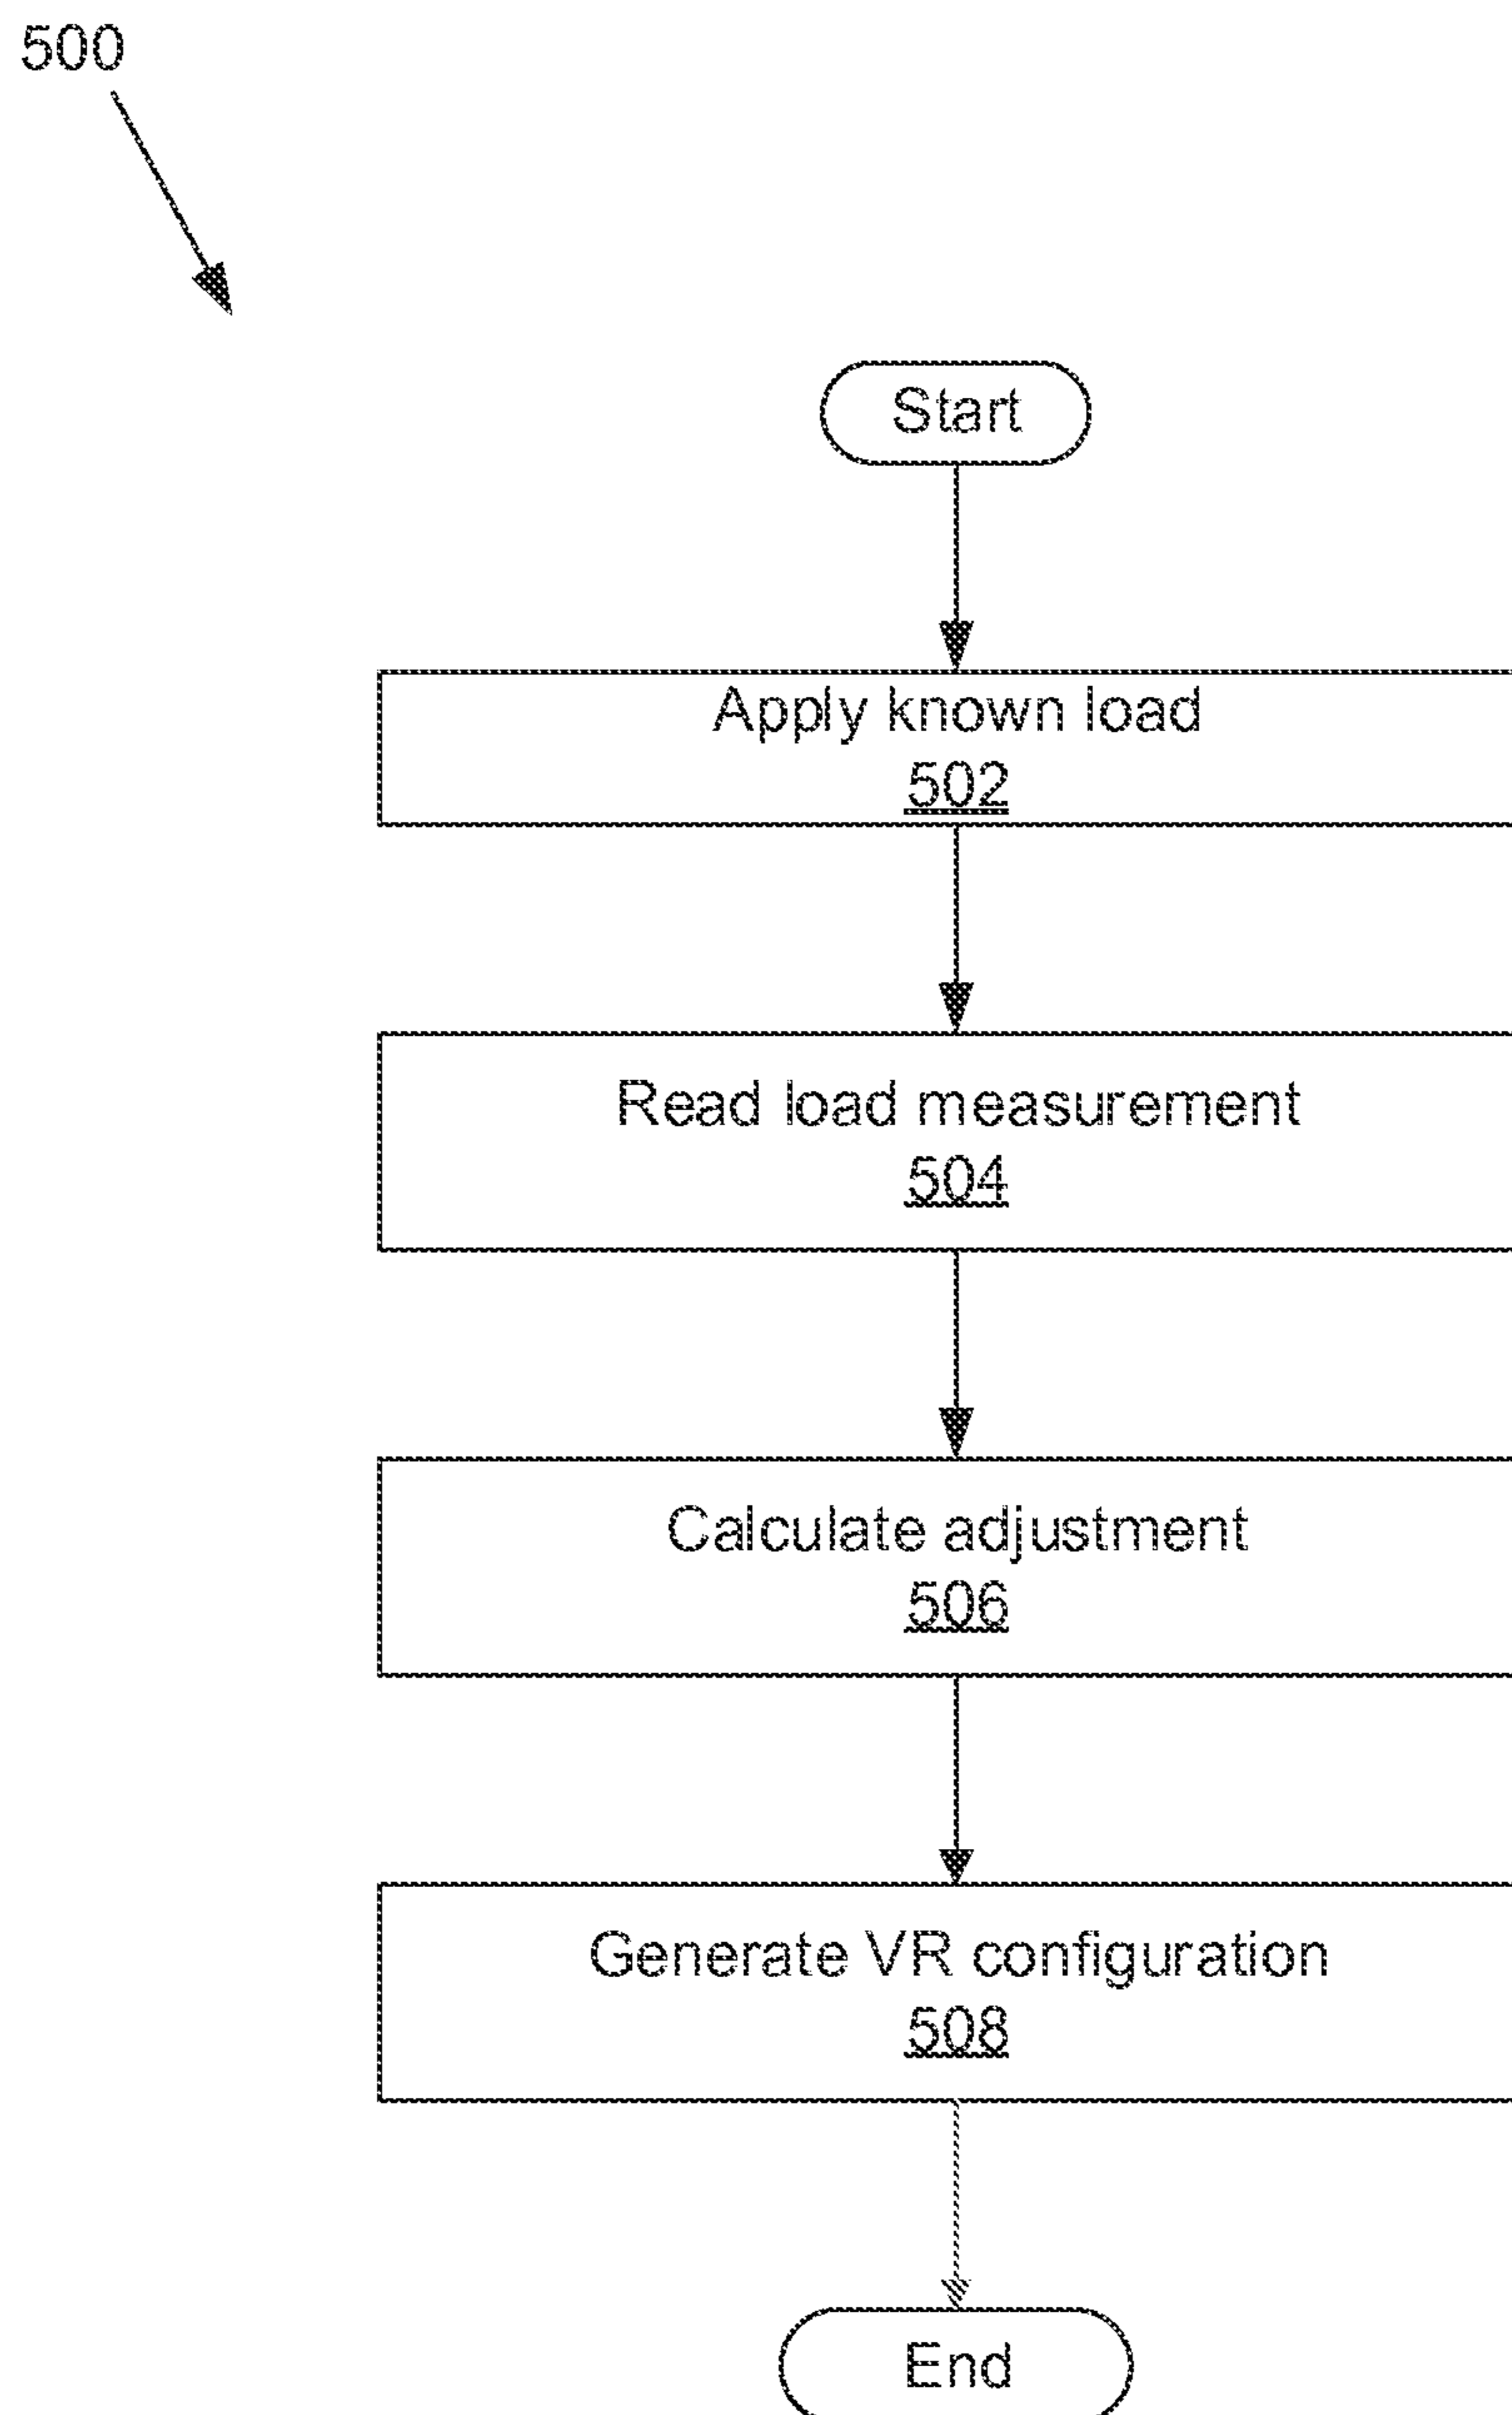 500
Start
Apply known load
502
Read load measurement
504
Calculate adjustment
506
Generate VR configuration
508
End